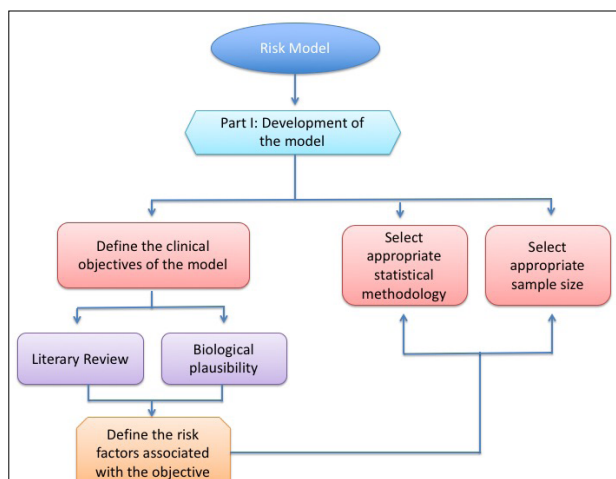 Risk Model
Part I: Development of
the model
Define the clinical
objectives of the model
Select
appropriate
statistical
methodology
Select
appropriate
sample size
Literary Review
Biological
plausibility
Define the risk
factors associated
with the objective